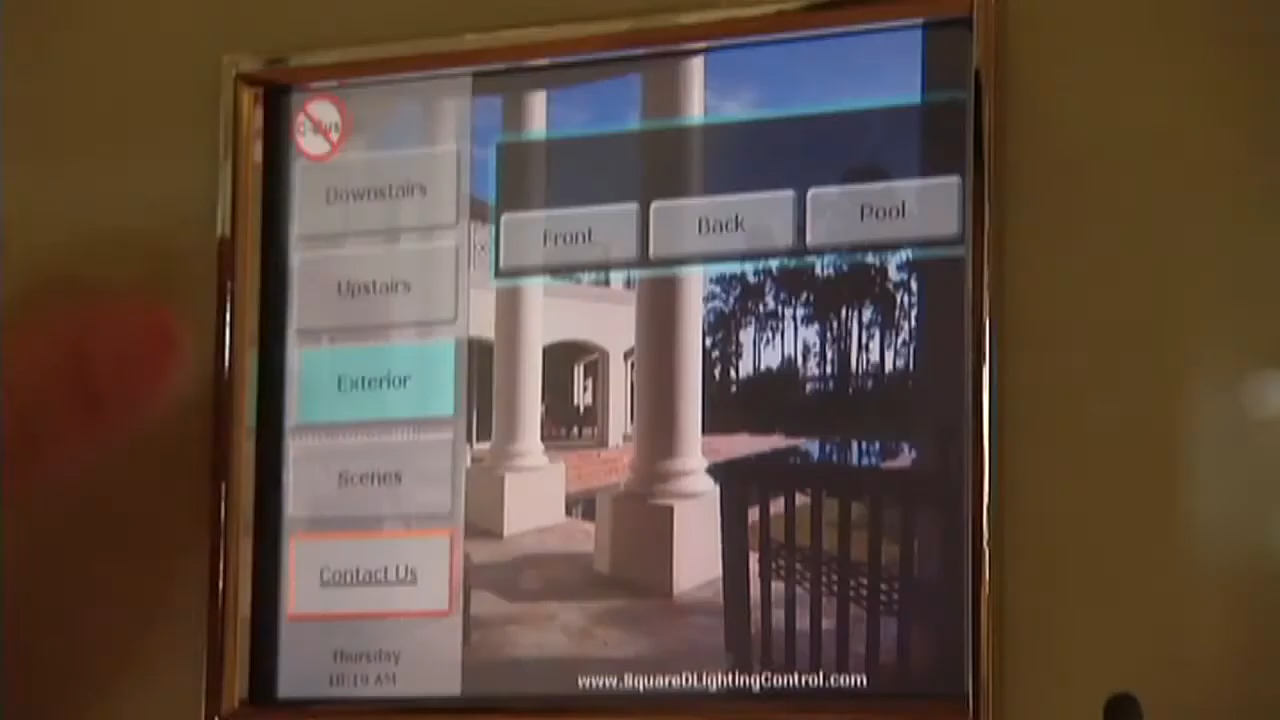 Downstairs
Upstairs
Exterior
Scenes
Contact Us
Thursday
Front
Back
Pool
www.SquareDLightingControl.com